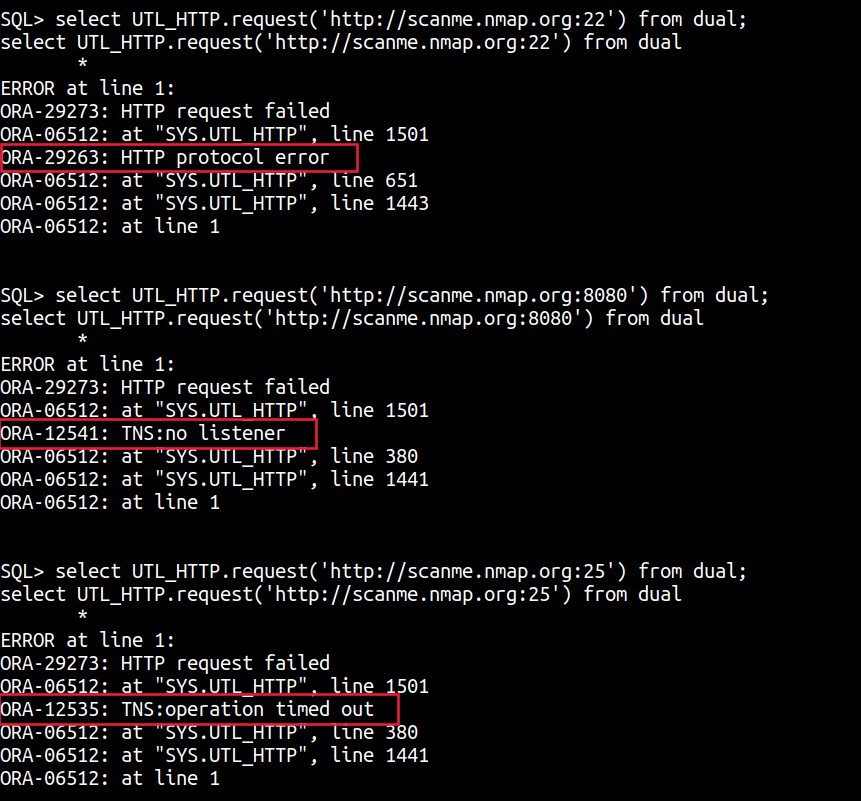 SQL> select UTL_HTTP.request('http://scanme.nmap.org:22') from dual;
select UTL_HTTP.request('http://scanme.nmap.org:22') from dual
*
ERROR at line 1:
ORA-29273: HTTP request failed
ORA-06512: at "SYS.UTL_HTTP", line 1501
ORA-29263: HTTP protocol error
ORA-06512: at "SYS.UTL_HTTP", line 651
ORA-06512: at "SYS.UTL_HTTP", line 1443
ORA-06512: at line 1
SQL> select UTL_HTTP.request('http://scanme.nmap.org:8080') from dual;
select UTL_HTTP.request('http://scanme.nmap.org:8080') from dual
*
ERROR at line 1:
ORA-29273: HTTP request failed
ORA-06512: at "SYS.UTL_HTTP", line 1501
ORA-12541: TNS:no listener
ORA-06512: at "SYS.UTL_HTTP", line 380
ORA-06512: at "SYS.UTL_HTTP", line 1441
ORA-06512: at line 1
SQL> select UTL_HTTP.request('http://scanme.nmap.org:25') from dual;
select UTL_HTTP.request('http://scanme.nmap.org:25') from dual
*
ERROR at line 1:
ORA-29273: HTTP request failed
ORA-06512: at "SYS.UTL_HTTP", line 1501
ORA-12535: TNS:operation timed out
ORA-06512: at "SYS.UTL_HTTP", line 380
ORA-06512: at "SYS.UTL_HTTP", line 1441
ORA-06512: at line 1